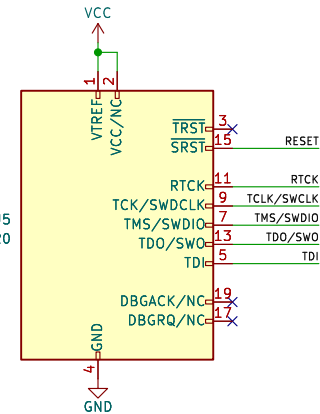 VCC
1
2
VTREF
VCC/NC
TRST
3
SRST
15
RESET
RTCK
11
RTCK
TCK/SWDCLK
9
TCLK/SWCLK
J5
TMS/SWDIO
7
TMS/SWDIO
20
TDO/SWO
13
TDO/SWO
TDI
5
TDI
DBGACK/NC
19
DBGRQ/NC
17
GND
4
GND